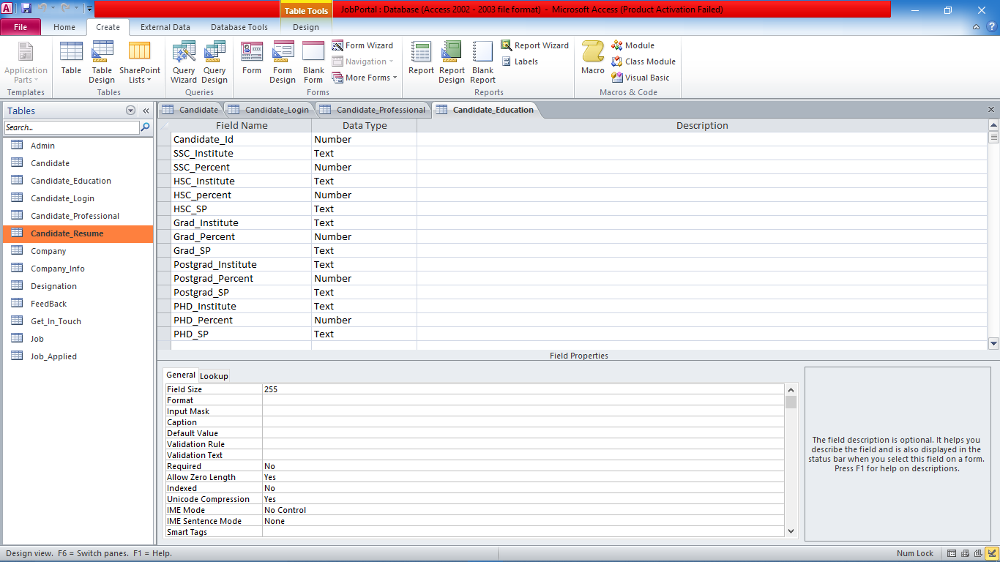 Table Tools
JobPortal : Database (Access 2002 - 2003 file format) - Microsoft Access (Product Activation Failed)
File Home Create External Data Database Tools Design
Application Parts
Templates
Table
Table Design
SharePoint Lists
Tables
Query Wizard
Query Design
Queries
Form
Form Design
Blank Form
Form Wizard
Navigation
More Forms
Forms
Report
Report Design
Blank Report
Report Wizard
Labels
Reports
Macro
Module
Class Module
Visual Basic
Macros & Code
Tables
Search...
Admin
Candidate
Candidate_Education
Candidate_Login
Candidate_Professional
Candidate_Resume
Company
Company_Info
Designation
FeedBack
Get_In_Touch
Job
Job_Applied
Candidate Candidate_Login Candidate_Professional Candidate_Education
Field Name Data Type Description
Candidate_Id Number
SSC_Institute Text
SSC_Percent Number
HSC_Institute Text
HSC_percent Number
HSC_SP Text
Grad_Institute Text
Grad_Percent Number
Grad_SP Text
Postgrad_Institute Text
Postgrad_Percent Number
Postgrad_SP Text
PHD_Institute Text
PHD_Percent Number
PHD_SP Text
Field Properties
General Lookup
Field Size 255
Format
Input Mask
Caption
Default Value
Validation Rule
Validation Text
Required No
Allow Zero Length Yes
Indexed No
Unicode Compression Yes
IME Mode No Control
IME Sentence Mode None
Smart Tags
The field description is optional. It helps you
describe the field and is also displayed in the
status bar when you select this field on a form.
Press F1 for help on descriptions.
Design view. F6 = Switch panes. F1 = Help.
Num Lock